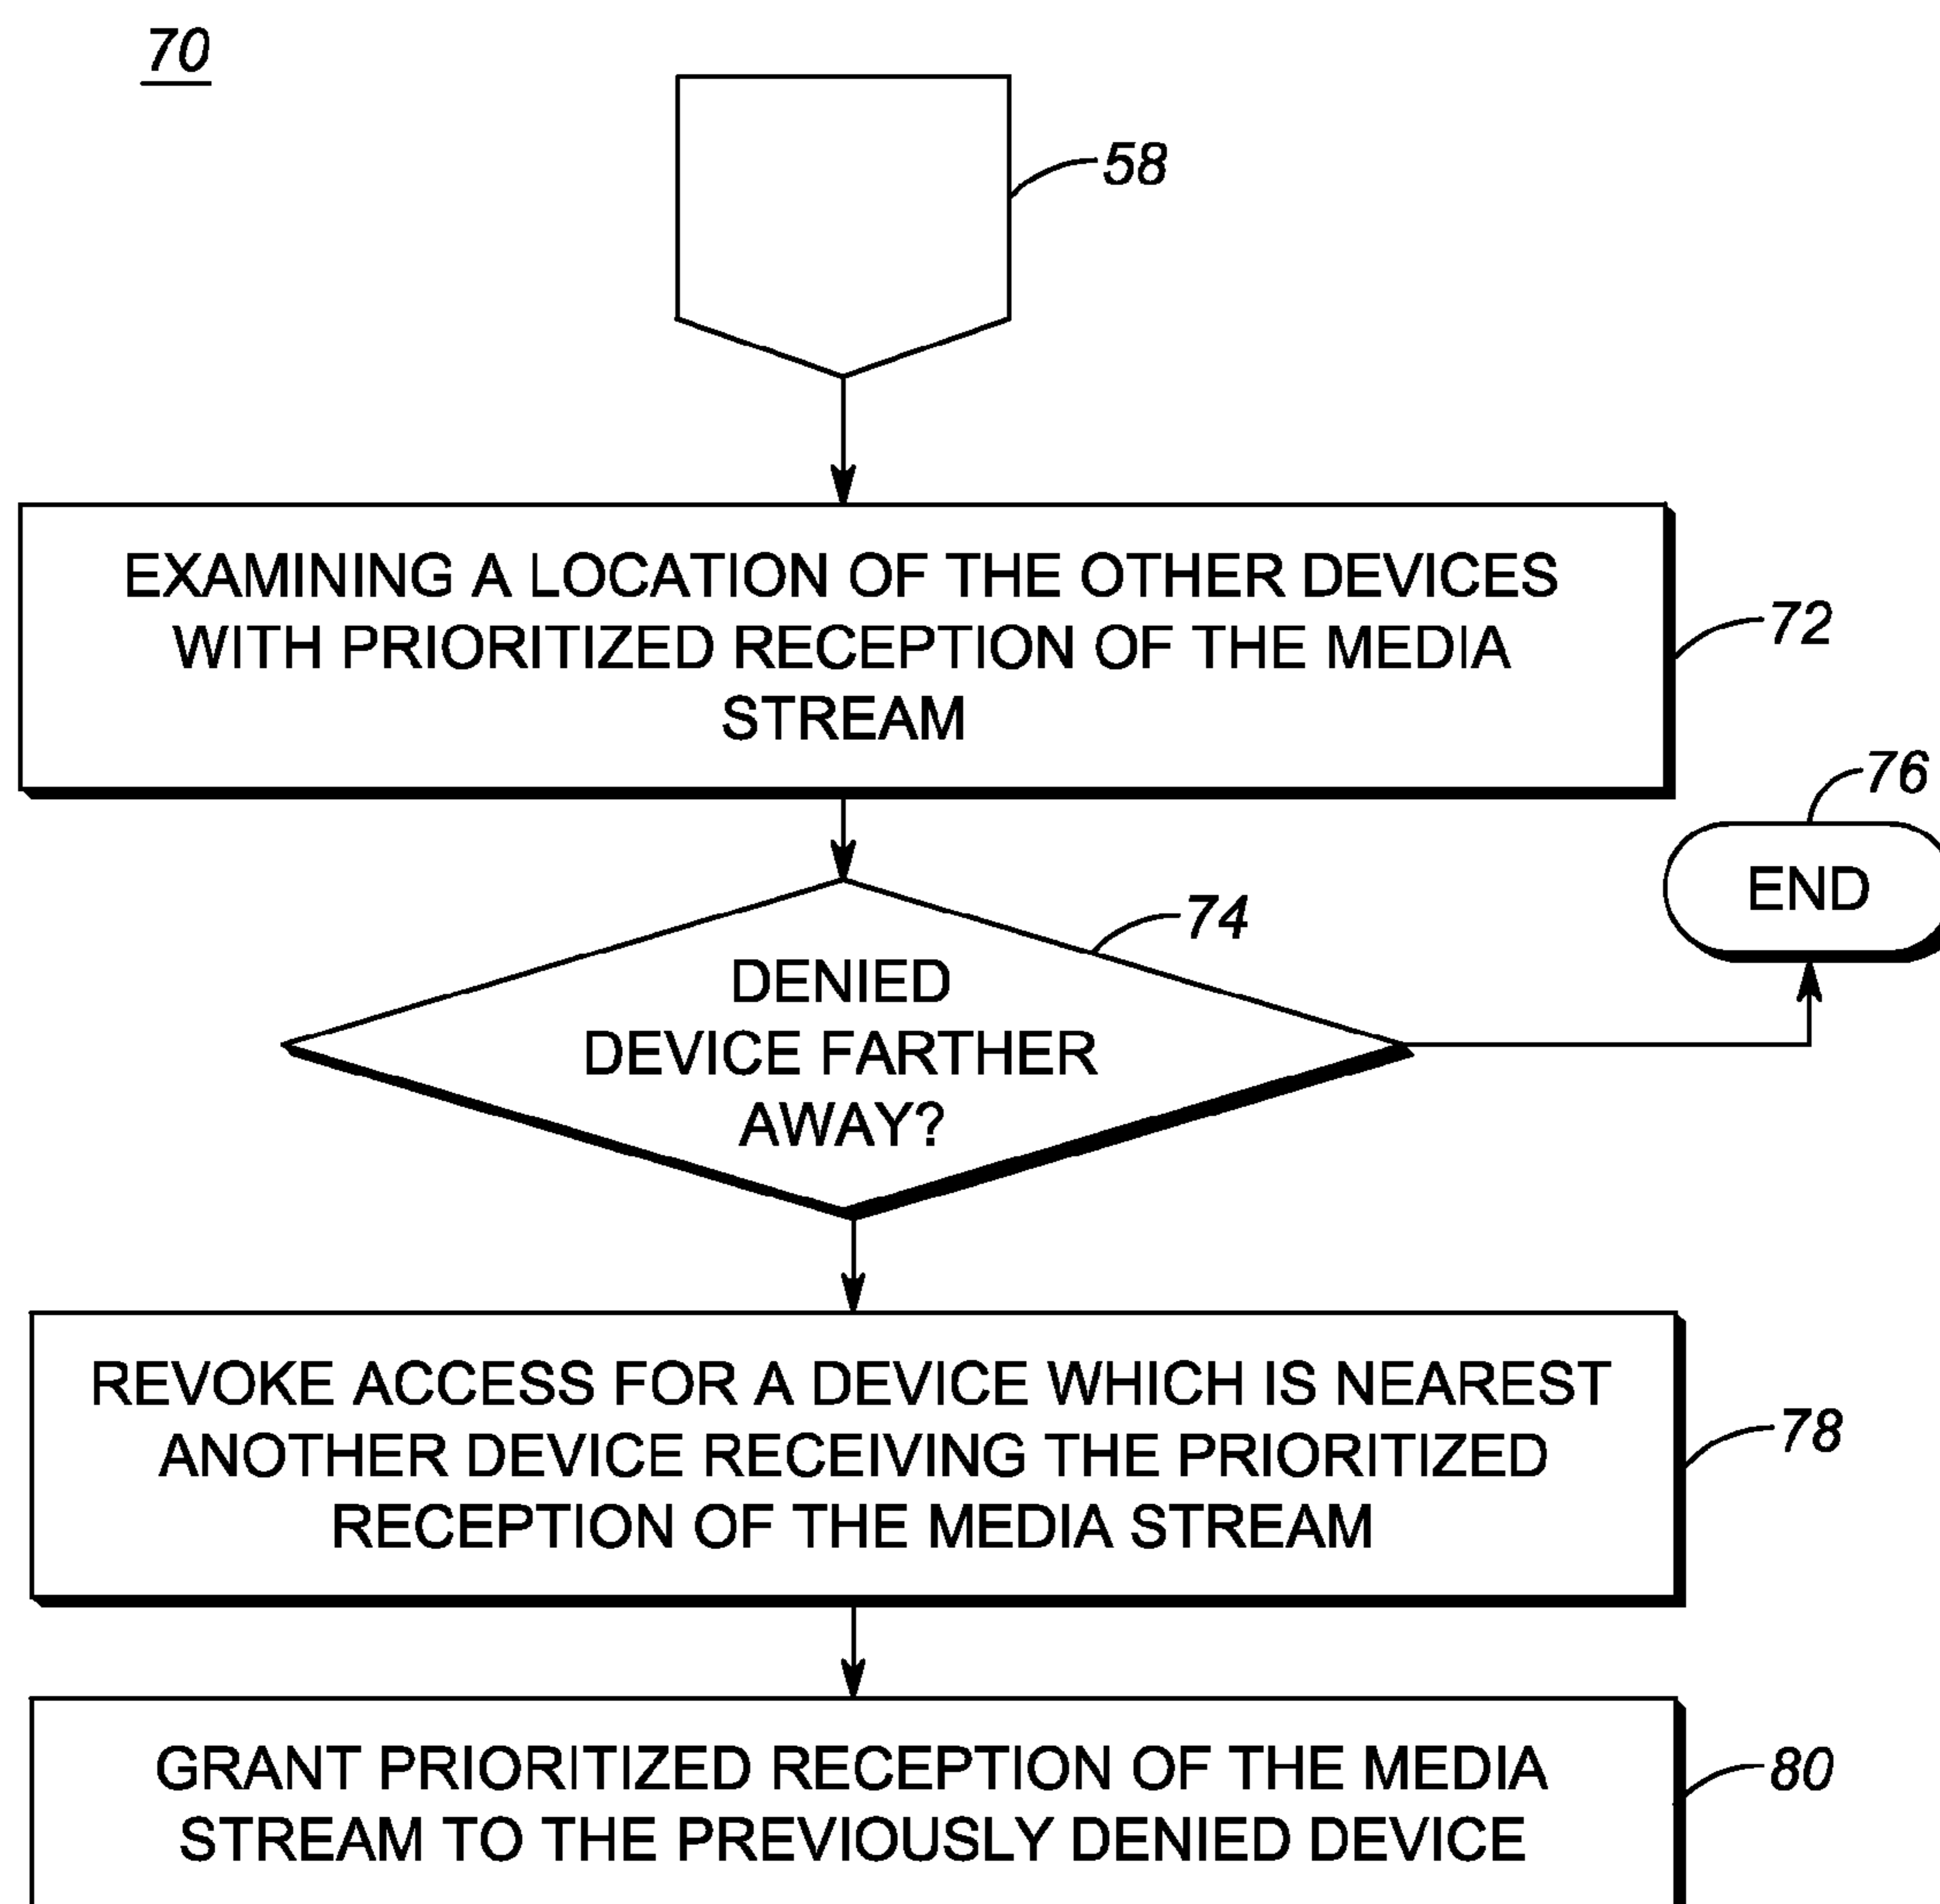 70
58
EXAMINING A LOCATION OF THE OTHER DEVICES
WITH PRIORITIZED RECEPTION OF THE MEDIA
STREAM
72
76
END
74
DENIED
DEVICE FARTHER
AWAY?
REVOKE ACCESS FOR A DEVICE WHICH IS NEAREST
ANOTHER DEVICE RECEIVING THE PRIORITIZED
RECEPTION OF THE MEDIA STREAM
78
GRANT PRIORITIZED RECEPTION OF THE MEDIA
STREAM TO THE PREVIOUSLY DENIED DEVICE
80